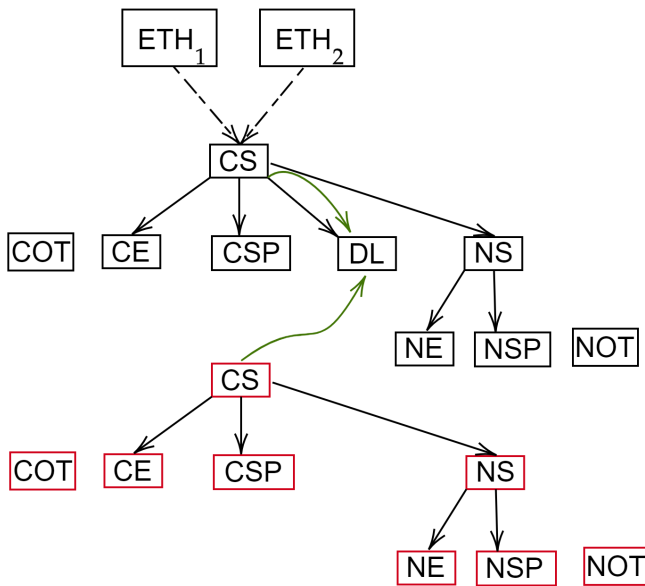 ETH1 ETH2
CS
COT CE CSP DL NS
NE NSP NOT
CS
COT CE CSP NS
NE NSP NOT